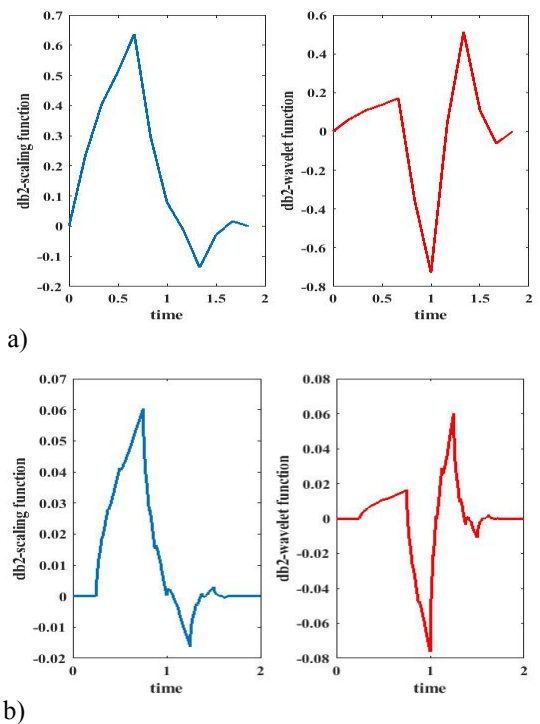 0.7
0.6
0.5
0.4
0.3
0.2
0.1
0
-0.1
-0.2
0 0.5 1 1.5 2
time
db2-scaling function
0.6
0.4
0.2
0
-0.2
-0.4
-0.6
-0.8
0 0.5 1 1.5 2
time
db2-wavelet function
a)
0.07
0.06
0.05
0.04
0.03
0.02
0.01
0
-0.01
-0.02
0 1 2
time
db2-scaling function
0.08
0.06
0.04
0.02
0
-0.02
-0.04
-0.06
-0.08
0 1 2
time
db2-wavelet function
b)